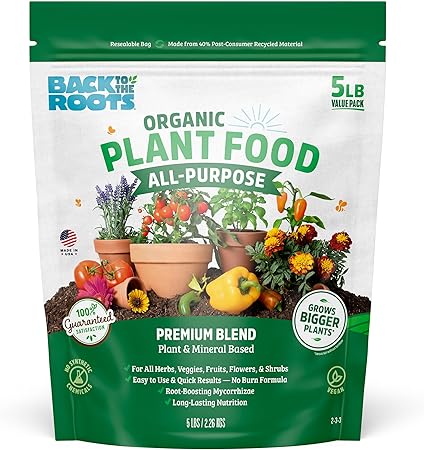 Resealable Bag
Made from 40% Post-Consumer Recycled Material
BACK TO THE
ROOTS
5LB
VALUE PACK
ORGANIC
PLANT FOOD
ALL-PURPOSE
MADE IN
USA
100%
Guaranteed
SATISFACTION
GROWS
BIGGER
PLANTS*
PREMIUM BLEND
Plant & Mineral Based
For All Herbs, Veggies, Fruits, Flowers, & Shrubs
Easy to Use & Quick Results — No Burn Formula
Root-Boosting Mycorrhizae
Long-Lasting Nutrition
NO SYNTHETIC
CHEMICALS
VEGAN
5 LBS / 2.26 KGS
2-3-3